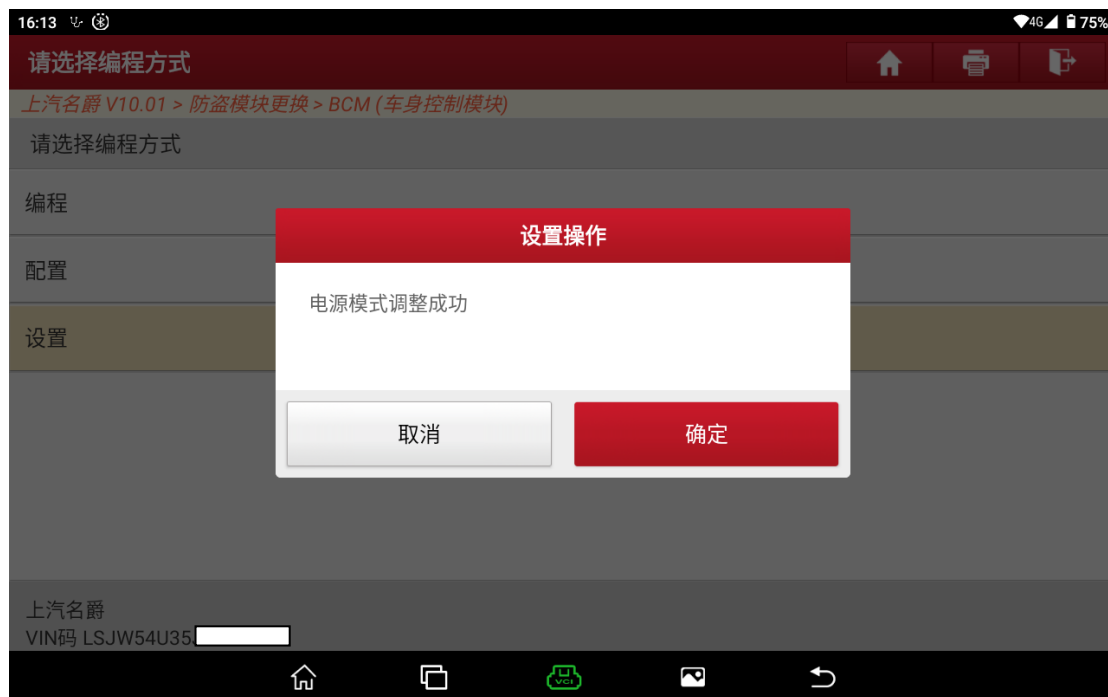 16:13 4G 75%
请选择编程方式
上汽名爵 V10.01 > 防盗模块更换 > BCM (车身控制模块)
请选择编程方式
编程
设置操作
配置
电源模式调整成功
设置
取消 确定
上汽名爵
VIN码 LSJW54U35
VCI